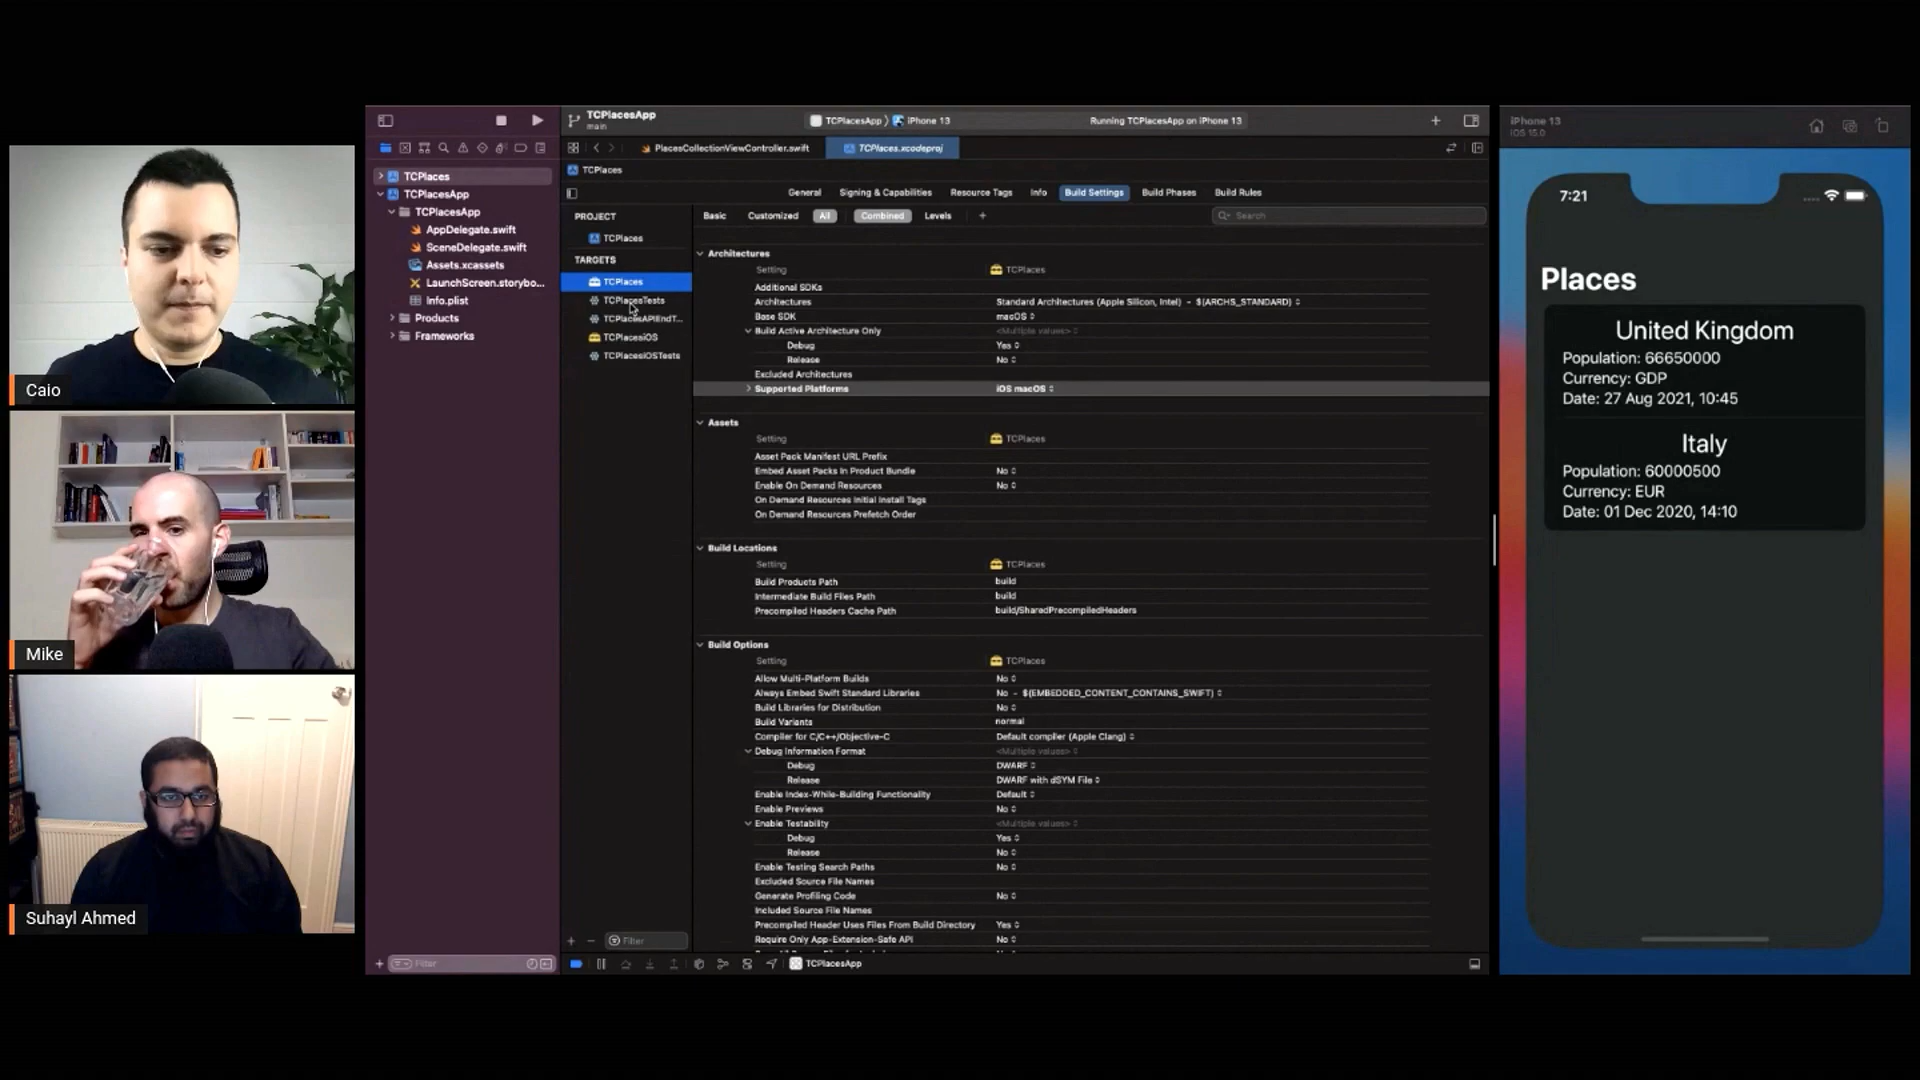 Caio
Mike
Suhayl Ahmed
TCPlaces
TCPlacesApp
TCPlacesApp
AppDelegate.swift
SceneDelegate.swift
Assets.xcassets
LaunchScreen.storybo...
Info.plist
Products
Frameworks
Filter
TCPlacesApp
main
TCPlacesApp
iPhone 13
Running TCPlacesApp on iPhone 13
PlacesCollectionViewController.swift
TCPlaces.xcodeproj
TCPlaces
General Signing & Capabilities Resource Tags Info Build Settings Build Phases Build Rules
PROJECT
TCPlaces
TARGETS
TCPlaces
TCPlacesTests
TCPlacesAPIEndT...
TCPlacesiOS
TCPlacesiOSTests
Filter
Basic Customized All Combined Levels + Search
Architectures
Setting TCPlaces
Additional SDKs
Architectures Standard Architectures (Apple Silicon, Intel) - $(ARCHS_STANDARD)
Base SDK macOS
Build Active Architecture Only <Multiple values>
Debug Yes
Release No
Excluded Architectures
Supported Platforms iOS macOS
Assets
Setting TCPlaces
Asset Pack Manifest URL Prefix
Embed Asset Packs In Product Bundle No
Enable On Demand Resources No
On Demand Resources Initial Install Tags
On Demand Resources Prefetch Order
Build Locations
Setting TCPlaces
Build Products Path build
Intermediate Build Files Path build
Precompiled Headers Cache Path build/SharedPrecompiledHeaders
Build Options
Setting TCPlaces
Allow Multi-Platform Builds No
Always Embed Swift Standard Libraries No - $(EMBEDDED_CONTENT_CONTAINS_SWIFT)
Build Libraries for Distribution No
Build Variants normal
Compiler for C/C++/Objective-C Default compiler (Apple Clang)
Debug Information Format <Multiple values>
Debug DWARF
Release DWARF with dSYM File
Enable Index-While-Building Functionality Default
Enable Previews No
Enable Testability <Multiple values>
Debug Yes
Release No
Enable Testing Search Paths No
Excluded Source File Names
Generate Profiling Code No
Included Source File Names
Precompiled Header Uses Files From Build Directory Yes
Require Only App-Extension-Safe API No
TCPlacesApp
iPhone 13
iOS 15.0
7:21
Places
United Kingdom
Population: 66650000
Currency: GDP
Date: 27 Aug 2021, 10:45
Italy
Population: 60000500
Currency: EUR
Date: 01 Dec 2020, 14:10